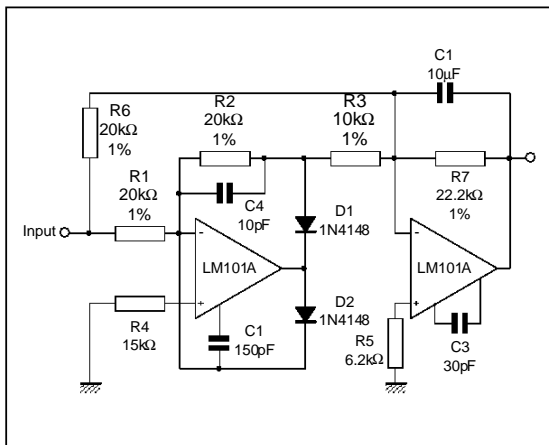 C1
10µF
R6
20kΩ
1%
R2
20kΩ
1%
R3
10kΩ
1%
R1
20kΩ
1%
C4
10pF
R7
22.2kΩ
1%
D1
1N4148
Input
-
-
LM101A
LM101A
+
+
D2
1N4148
R4
15kΩ
C1
150pF
R5
6.2kΩ
C3
30pF